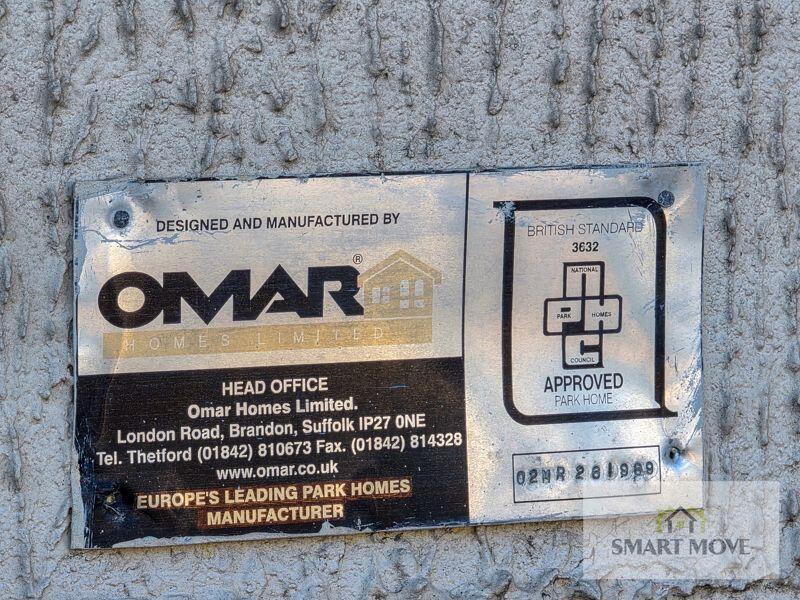 DESIGNED AND MANUFACTURED BY
OMAR®
HOMES LIMITED
HEAD OFFICE
Omar Homes Limited.
London Road, Brandon, Suffolk IP27 0NE
Tel. Thetford (01842) 810673 Fax. (01842) 814328
www.omar.co.uk
EUROPE'S LEADING PARK HOMES
MANUFACTURER
BRITISH STANDARD
3632
NATIONAL
PARK HOMES
COUNCIL
APPROVED
PARK HOME
SMART MOVE